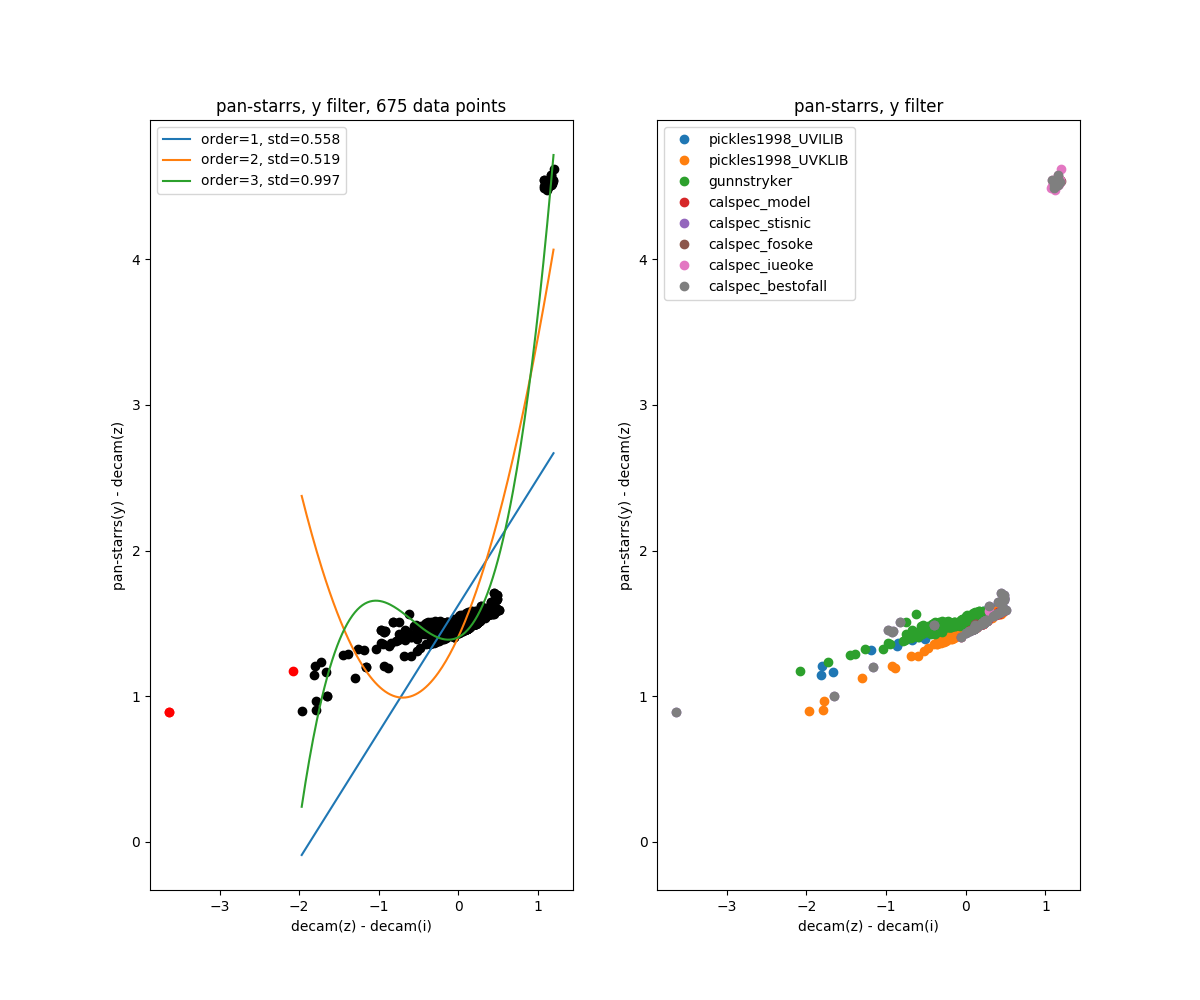 pan-starrs, y filter, 675 data points
order=1, std=0.558
order=2, std=0.519
order=3, std=0.997
pan-starrs(y) - decam(z)
4
3
2
1
0
−3
−2
−1
0
1
decam(z) - decam(i)
pan-starrs, y filter
pickles1998_UVILIB
pickles1998_UVKLIB
gunnstryker
calspec_model
calspec_stisnic
calspec_fosoke
calspec_iueoke
calspec_bestofall
pan-starrs(y) - decam(z)
4
3
2
1
0
−3
−2
−1
0
1
decam(z) - decam(i)